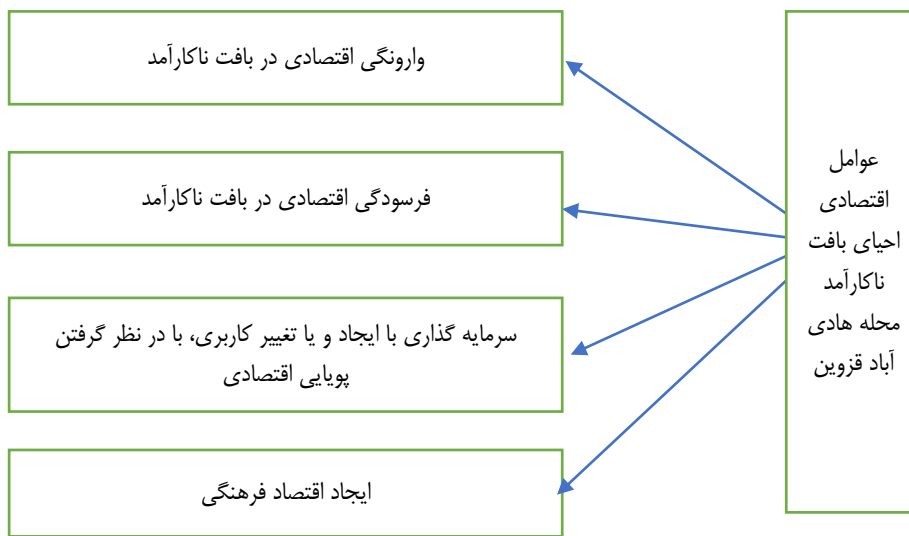 عوامل
اقتصادی
احیای بافت
ناکارآمد
محله هادی
آباد قزوین
وارونگی اقتصادی در بافت ناکارآمد
فرسودگی اقتصادی در بافت ناکارآمد
سرمایه گذاری با ایجاد و یا تغییر کاربری، با در نظر گرفتن
پویایی اقتصادی
ایجاد اقتصاد فرهنگی